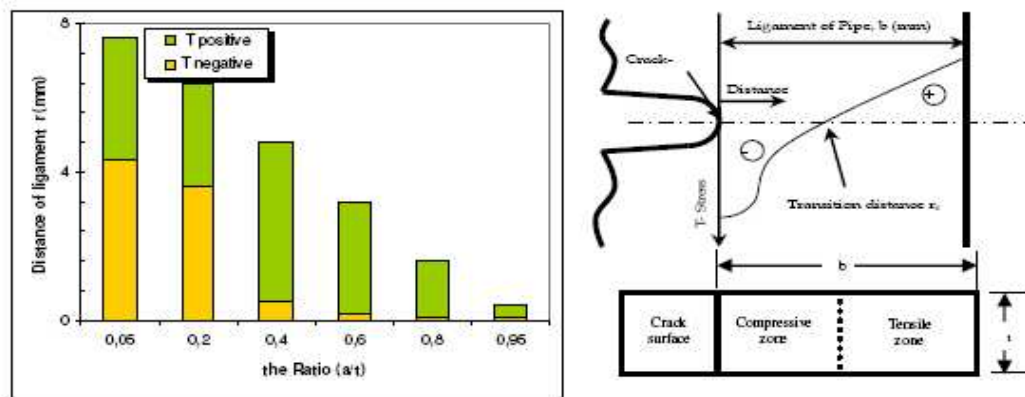 8
T positive
T negative
4
0
Distance of ligament r (mm)
0,05 0,2 0,4 0,6 0,8 0,95
the Ratio (a/t)
Ligament of Pipe, b (mm)
Crack-
Distance
+
-
T- Stress
Transition distance
b
Crack surface
Compressive zone
Tensile zone
t